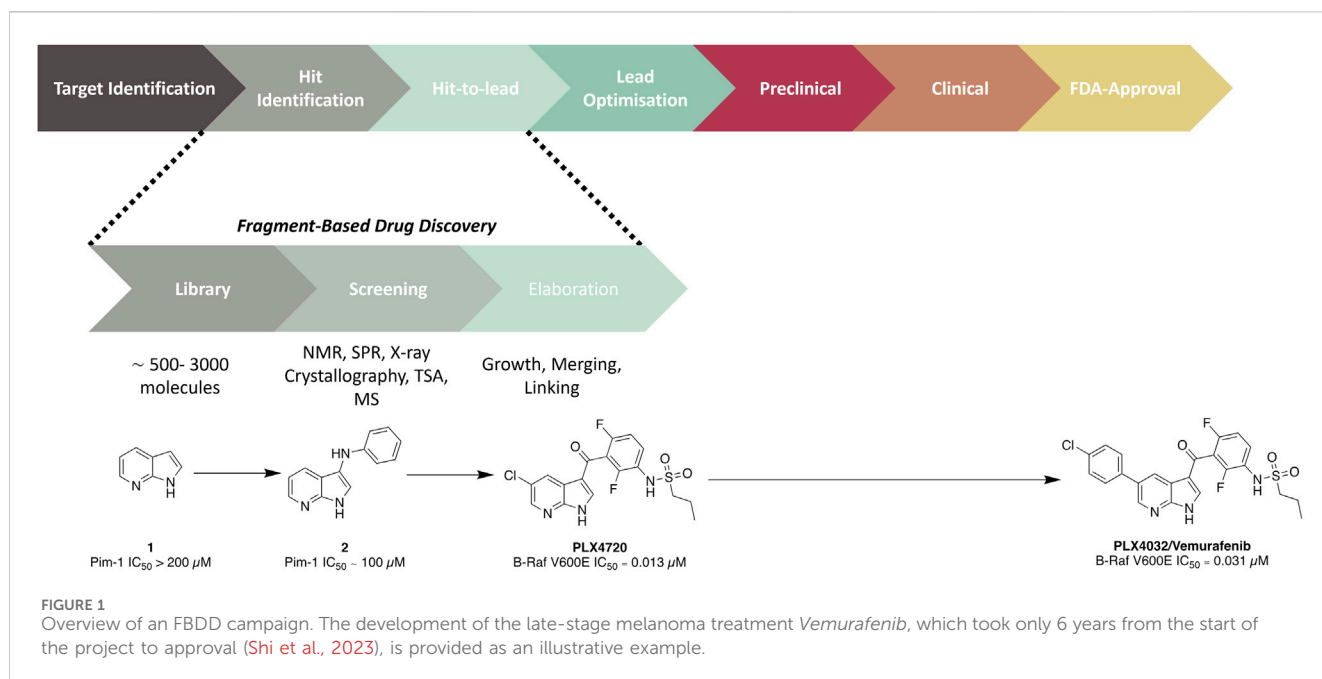 Target Identification
Hit
Identification
Hit-to-lead
Lead
Optimisation
Preclinical
Clinical
FDA-Approval
Fragment-Based Drug Discovery
Library
Screening
Elaboration
~ 500- 3000
molecules
NMR, SPR, X-ray
Crystallography, TSA,
MS
Growth, Merging,
Linking
N
N
H
1
Pim-1 IC₅₀ > 200 µM
HN
N
N
H
2
Pim-1 IC₅₀ ~ 100 µM
F
O
Cl
F
NH
S
O
O
N
N
H
PLX4720
B-Raf V600E IC₅₀ = 0.013 µM
F
O
Cl
F
NH
S
O
O
N
N
H
PLX4032/Vemurafenib
B-Raf V600E IC₅₀ = 0.031 µM
FIGURE 1
Overview of an FBDD campaign. The development of the late-stage melanoma treatment Vemurafenib, which took only 6 years from the start of
the project to approval (Shi et al., 2023), is provided as an illustrative example.